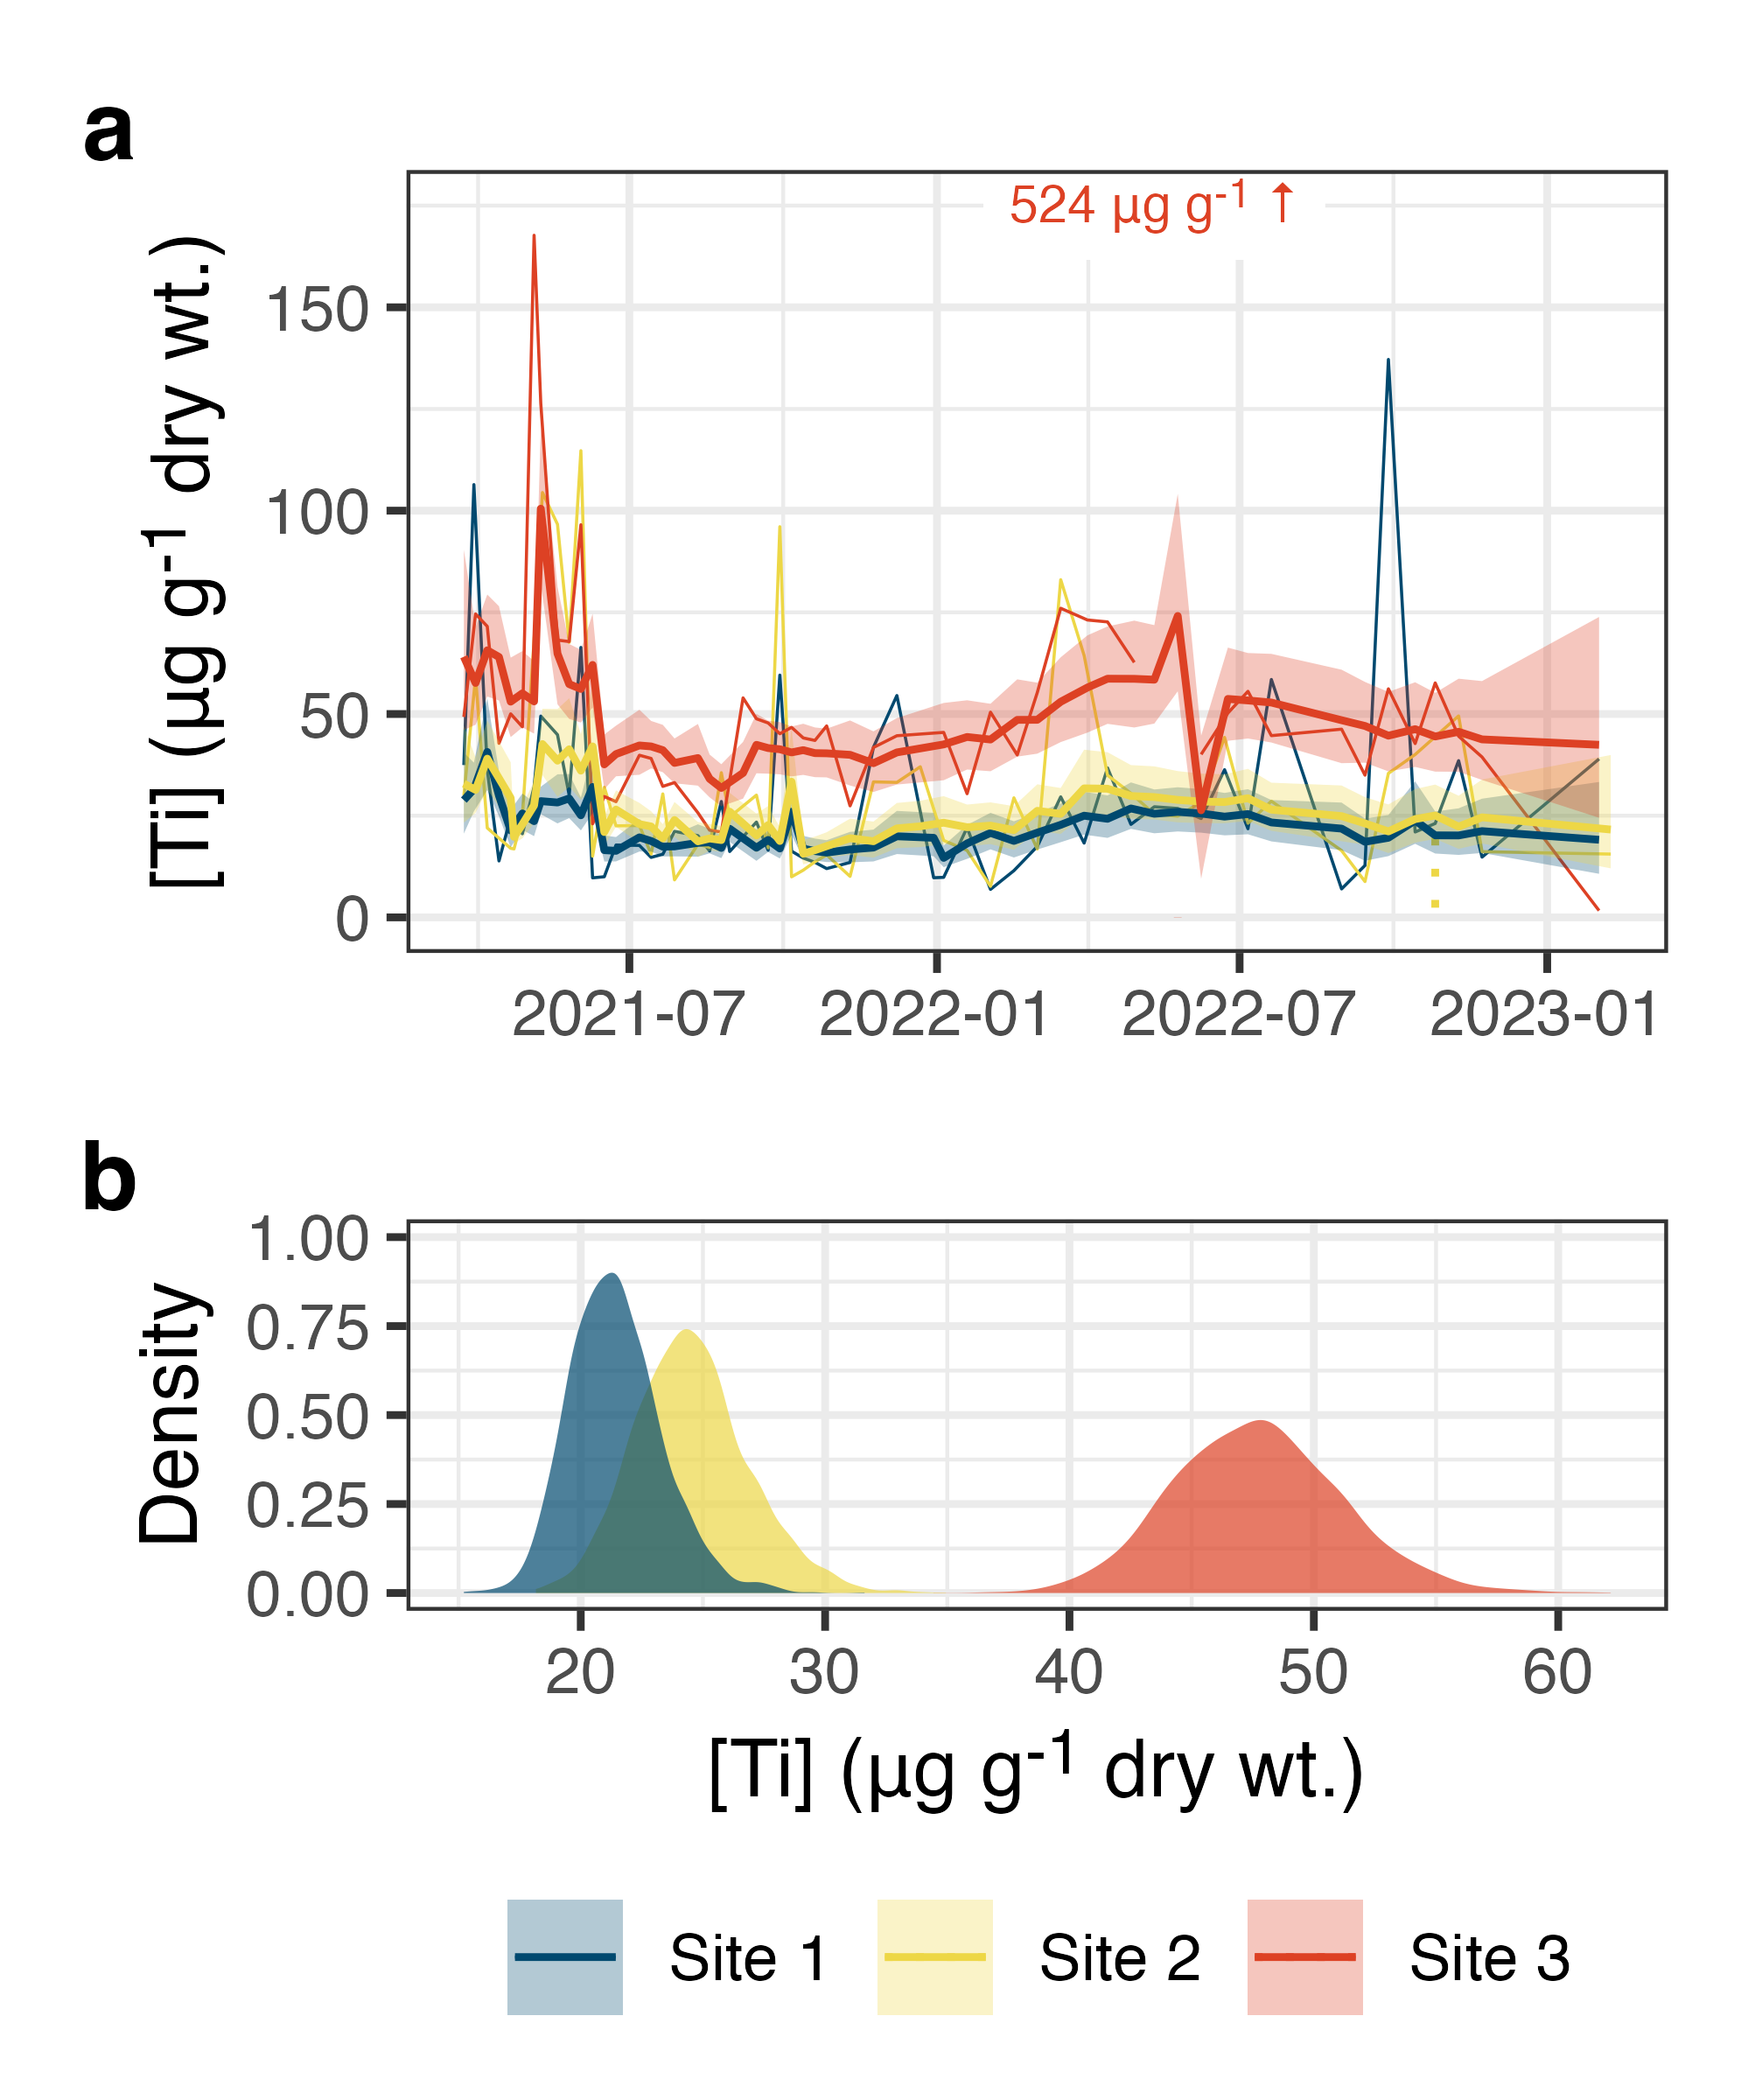 a
524 µg g⁻¹ ↑
[Ti] (µg g⁻¹ dry wt.)
150
100
50
0
2021-07 2022-01 2022-07 2023-01
b
Density
1.00
0.75
0.50
0.25
0.00
20 30 40 50 60
[Ti] (µg g⁻¹ dry wt.)
Site 1 Site 2 Site 3